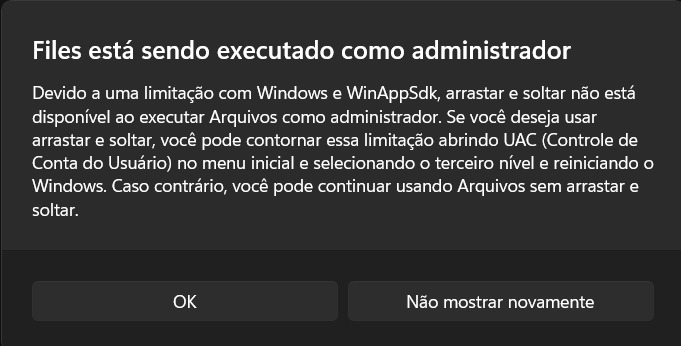 Files está sendo executado como administrador
Devido a uma limitação com Windows e WinAppSdk, arrastar e soltar não está
disponível ao executar Arquivos como administrador. Se você deseja usar
arrastar e soltar, você pode contornar essa limitação abrindo UAC (Controle de
Conta do Usuário) no menu inicial e selecionando o terceiro nível e reiniciando o
Windows. Caso contrário, você pode continuar usando Arquivos sem arrastar e
soltar.
OK
Não mostrar novamente